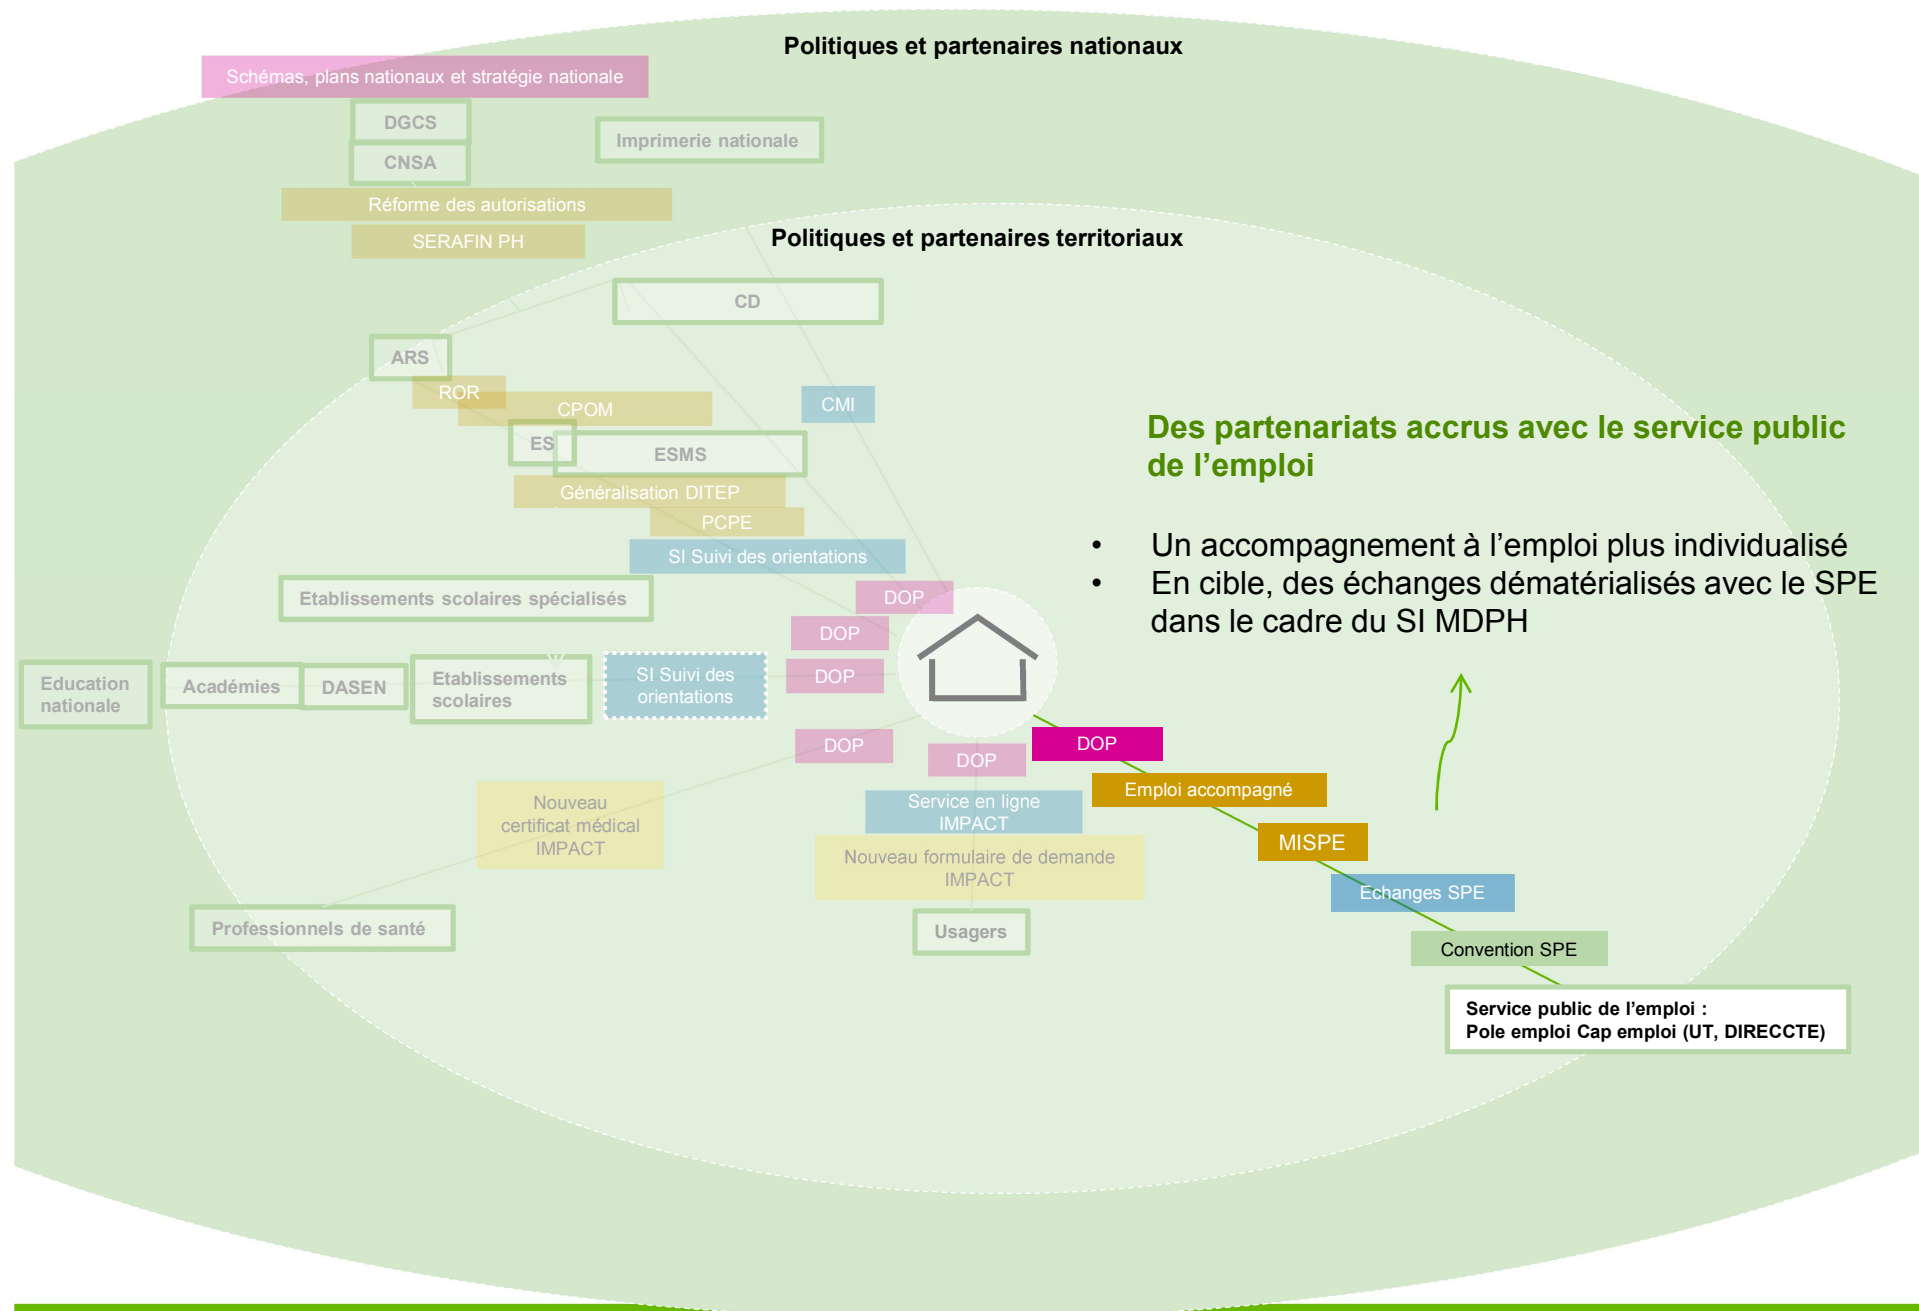 Politiques et partenaires nationaux
Schémas, plans nationaux et stratégie nationale
DGCS
Imprimerie nationale
CNSA
Réforme des autorisations
SERAFIN PH
Politiques et partenaires territoriaux
CD
ARS
ROR
CPOM
CMI
ES
ESMS
Généralisation DITEP
PCPE
SI Suivi des orientations
Des partenariats accrus avec le service public
de l’emploi
• Un accompagnement à l’emploi plus individualisé
• En cible, des échanges dématérialisés avec le SPE
dans le cadre du SI MDPH
Etablissements scolaires spécialisés
DOP
DOP
DOP
Education
nationale
Académies
DASEN
Etablissements
scolaires
SI Suivi des
orientations
DOP
DOP
DOP
Emploi accompagné
MISPE
Echanges SPE
Convention SPE
Service public de l’emploi :
Pole emploi Cap emploi (UT, DIRECCTE)
Nouveau
certificat médical
IMPACT
Service en ligne
IMPACT
Nouveau formulaire de demande
IMPACT
Professionnels de santé
Usagers